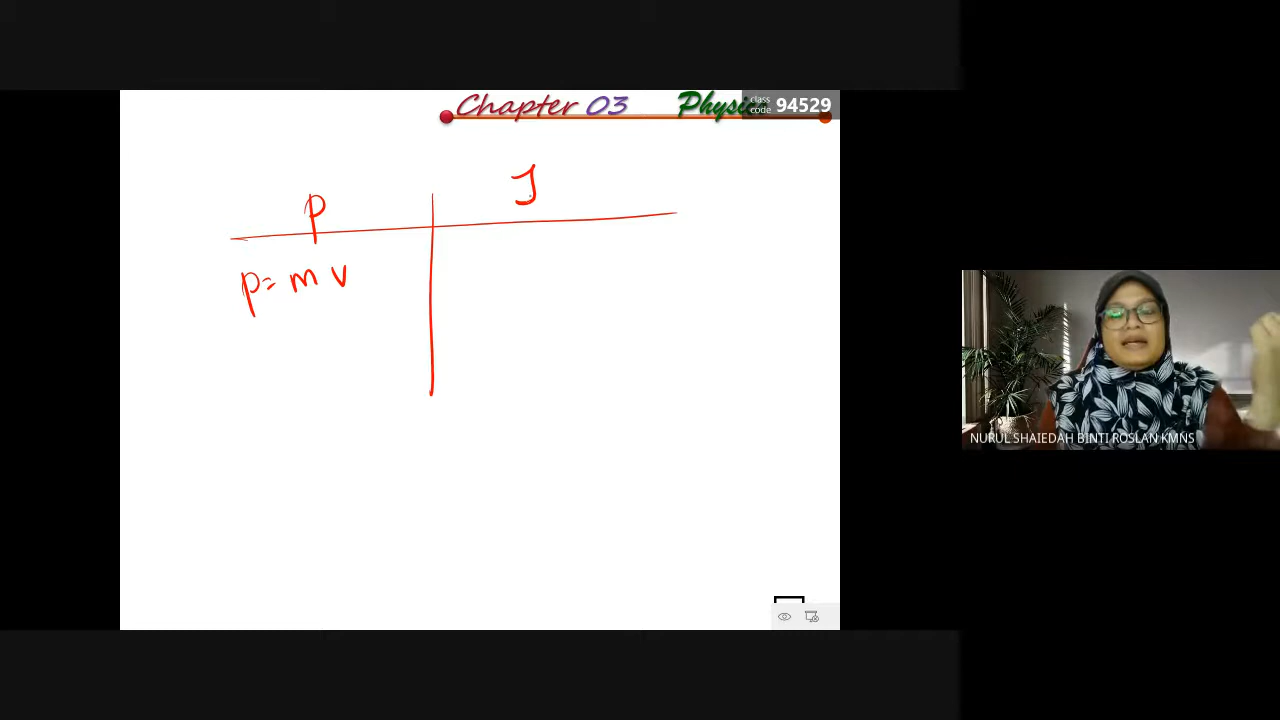 Chapter 03 Physi
class code 94529
P J
p = m v
NURUL SHAIEDAH BINTI ROSLAN KMNS